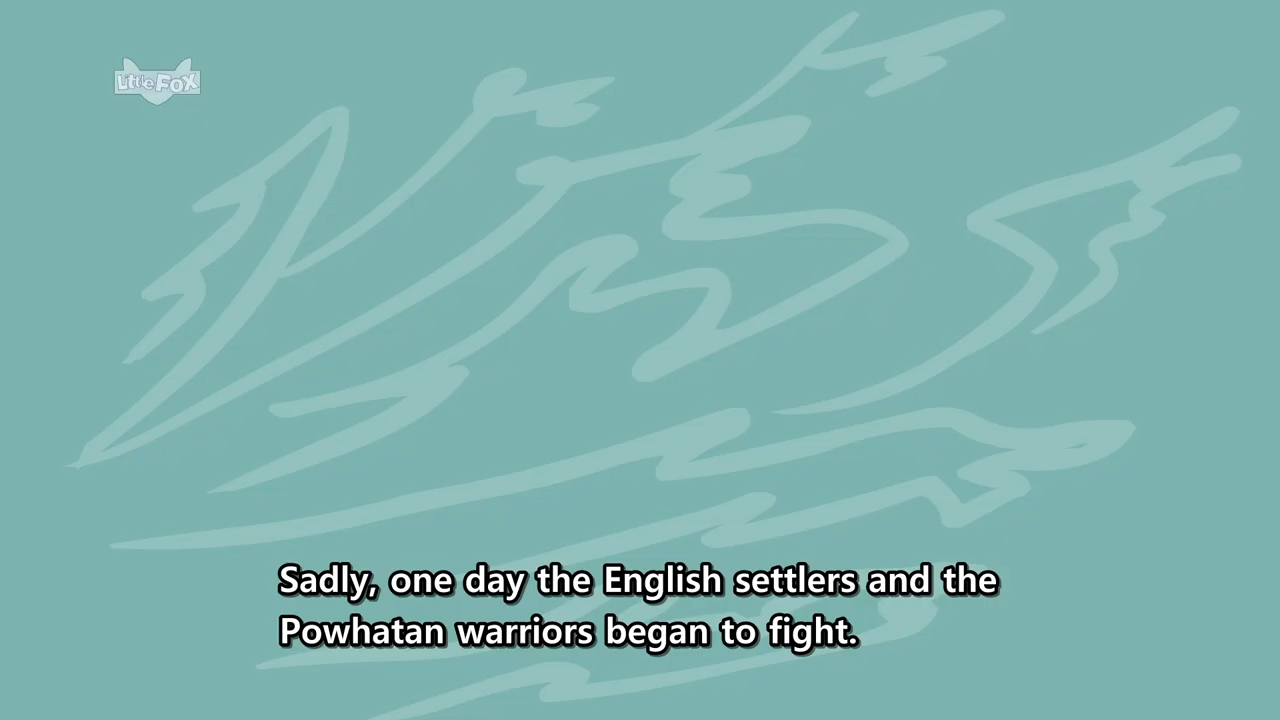 Little Fox
Sadly, one day the English settlers and the
Powhatan warriors began to fight.